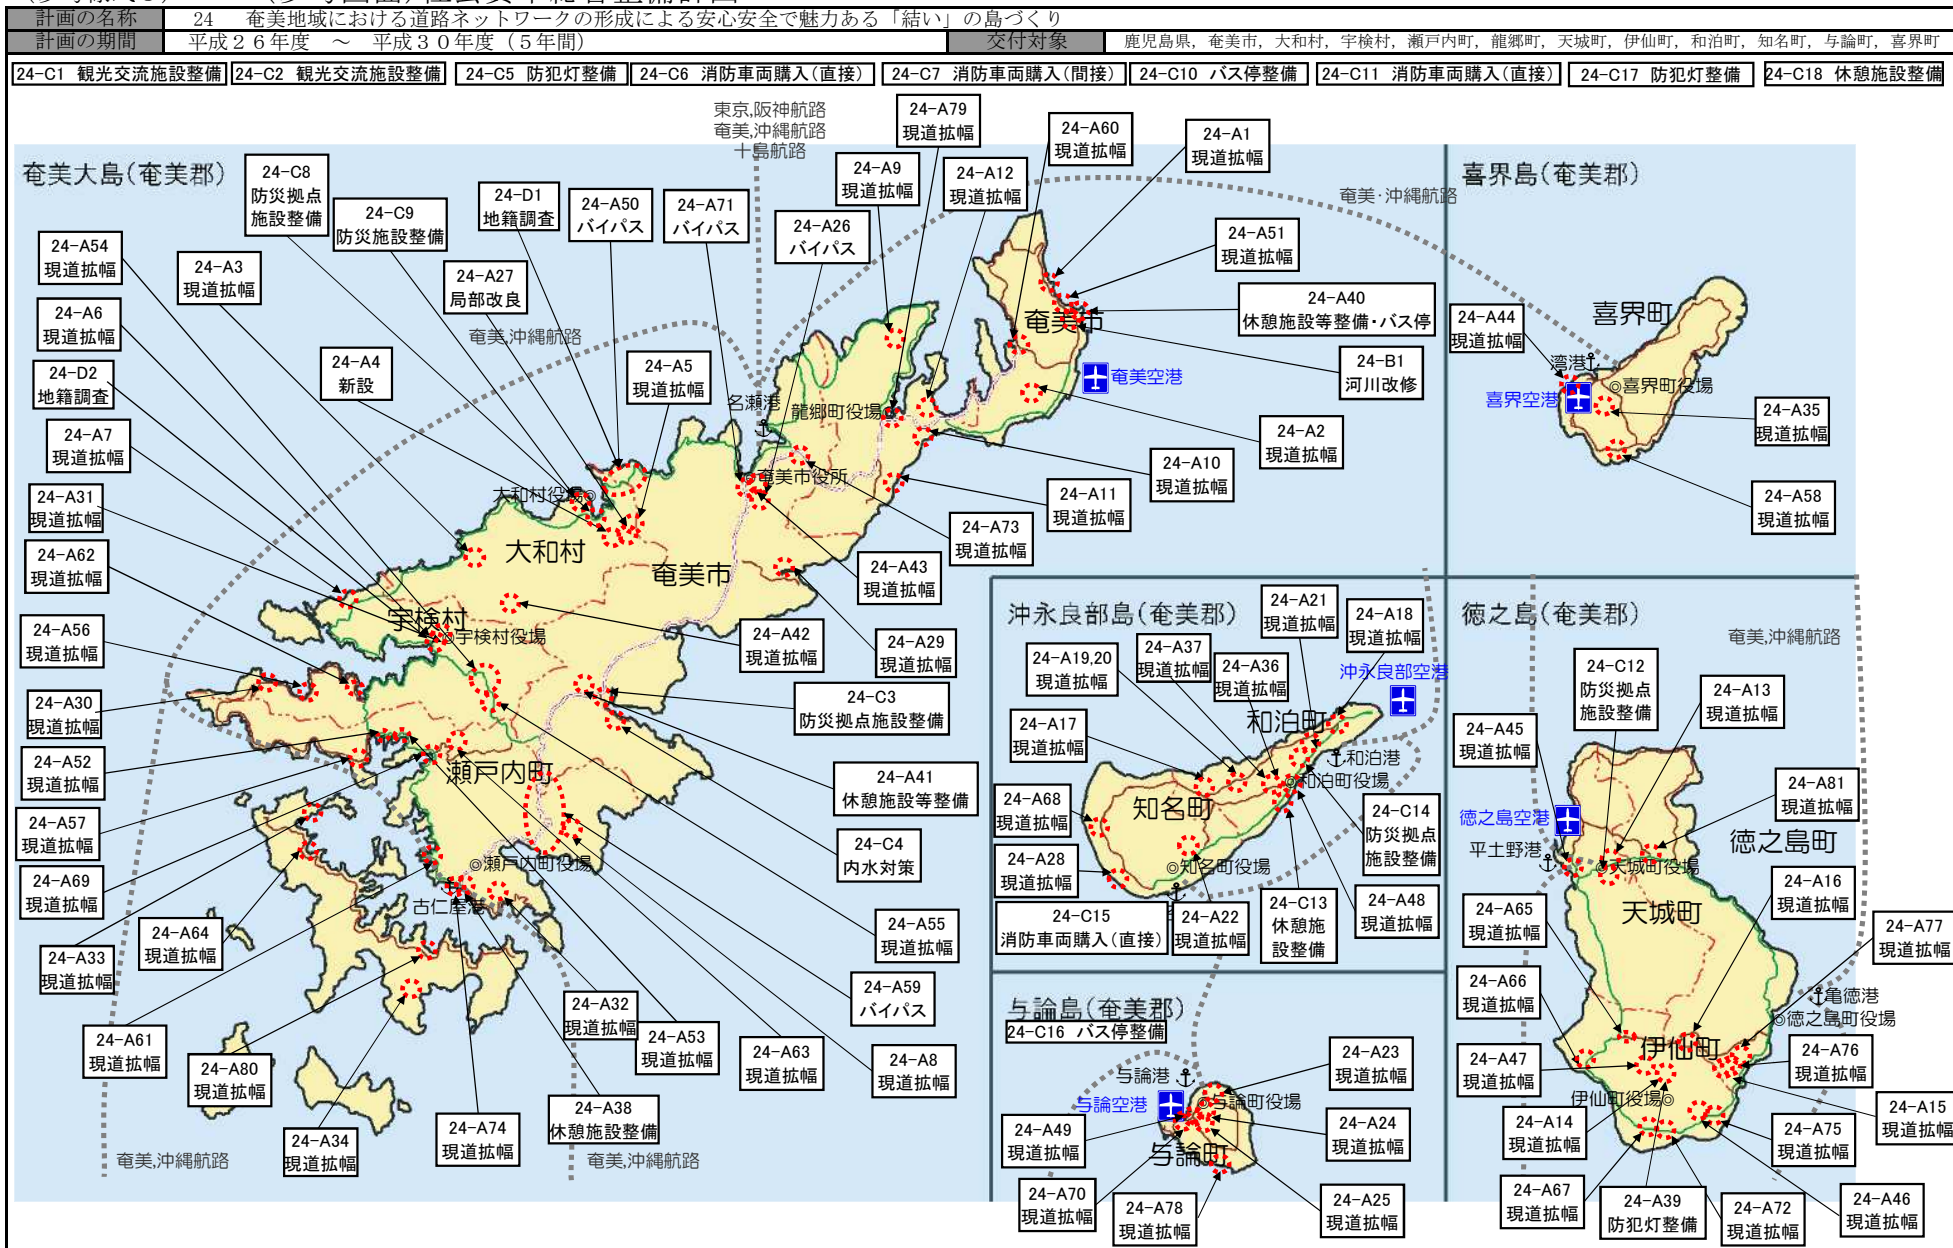 計画の名称
24 奄美地域における道路ネットワークの形成による安心安全で魅力ある「結い」の島づくり
計画の期間
平成２６年度 ～ 平成３０年度（５年間）
交付対象
鹿児島県，奄美市，大和村，宇検村，瀬戸内町，龍郷町，天城町，伊仙町，和泊町，知名町，与論町，喜界町
24-C1 観光交流施設整備
24-C2 観光交流施設整備
24-C5 防犯灯整備
24-C6 消防車両購入(直接)
24-C7 消防車両購入(間接)
24-C10 バス停整備
24-C11 消防車両購入(直接)
24-C17 防犯灯整備
24-C18 休憩施設整備
奄美大島(奄美郡)
東京,阪神航路
奄美,沖縄航路
十島航路
24-C8
防災拠点
施設整備
24-C9
防災施設整備
24-D1
地籍調査
24-A50
バイパス
24-A71
バイパス
24-A26
バイパス
24-A9
現道拡幅
24-A79
現道拡幅
24-A12
現道拡幅
24-A60
現道拡幅
24-A1
現道拡幅
24-A51
現道拡幅
24-A40
休憩施設等整備・バス停
24-B1
河川改修
24-A54
現道拡幅
24-A3
現道拡幅
24-A27
局部改良
24-A6
現道拡幅
24-A4
新設
24-A5
現道拡幅
24-D2
地籍調査
24-A7
現道拡幅
24-A31
現道拡幅
24-A62
現道拡幅
24-A56
現道拡幅
24-A30
現道拡幅
24-A52
現道拡幅
24-A57
現道拡幅
24-A69
現道拡幅
24-A33
現道拡幅
24-A64
現道拡幅
24-A61
現道拡幅
24-A80
現道拡幅
24-A34
現道拡幅
24-A74
現道拡幅
24-A38
休憩施設整備
24-A32
現道拡幅
24-A53
現道拡幅
24-A63
現道拡幅
24-A8
現道拡幅
24-A59
バイパス
24-A55
現道拡幅
24-C4
内水対策
24-A41
休憩施設等整備
24-C3
防災拠点施設整備
24-A42
現道拡幅
24-A29
現道拡幅
24-A43
現道拡幅
24-A73
現道拡幅
24-A11
現道拡幅
24-A10
現道拡幅
24-A2
現道拡幅
奄美,沖縄航路
名瀬港
龍郷町役場
奄美市
奄美空港
奄美市役所
大和村役場
大和村
奄美市
宇検村
宇検村役場
瀬戸内町
瀬戸内町役場
古仁屋港
奄美,沖縄航路
奄美,沖縄航路
喜界島(奄美郡)
奄美・沖縄航路
喜界町
24-A44
現道拡幅
湾港
喜界町役場
喜界空港
24-A35
現道拡幅
24-A58
現道拡幅
沖永良部島(奄美郡)
24-A21
現道拡幅
24-A18
現道拡幅
24-A19,20
現道拡幅
24-A37
現道拡幅
24-A36
現道拡幅
沖永良部空港
24-A17
現道拡幅
和泊町
和泊港
和泊町役場
知名町
24-A68
現道拡幅
24-C14
防災拠点
施設整備
24-A28
現道拡幅
知名町役場
24-C15
消防車両購入(直接)
24-A22
現道拡幅
24-C13
休憩施
設整備
24-A48
現道拡幅
与論島(奄美郡)
24-C16 バス停整備
24-A23
現道拡幅
与論港
与論空港
与論町役場
24-A49
現道拡幅
24-A24
現道拡幅
与論町
24-A70
現道拡幅
24-A78
現道拡幅
24-A25
現道拡幅
徳之島(奄美郡)
奄美,沖縄航路
24-C12
防災拠点
施設整備
24-A13
現道拡幅
24-A45
現道拡幅
24-A81
現道拡幅
徳之島空港
徳之島町
平土野港
天城町役場
24-A16
現道拡幅
24-A65
現道拡幅
天城町
24-A77
現道拡幅
24-A66
現道拡幅
亀徳港
徳之島町役場
伊仙町
24-A47
現道拡幅
24-A76
現道拡幅
伊仙町役場
24-A15
現道拡幅
24-A14
現道拡幅
24-A75
現道拡幅
24-A67
現道拡幅
24-A39
防犯灯整備
24-A72
現道拡幅
24-A46
現道拡幅